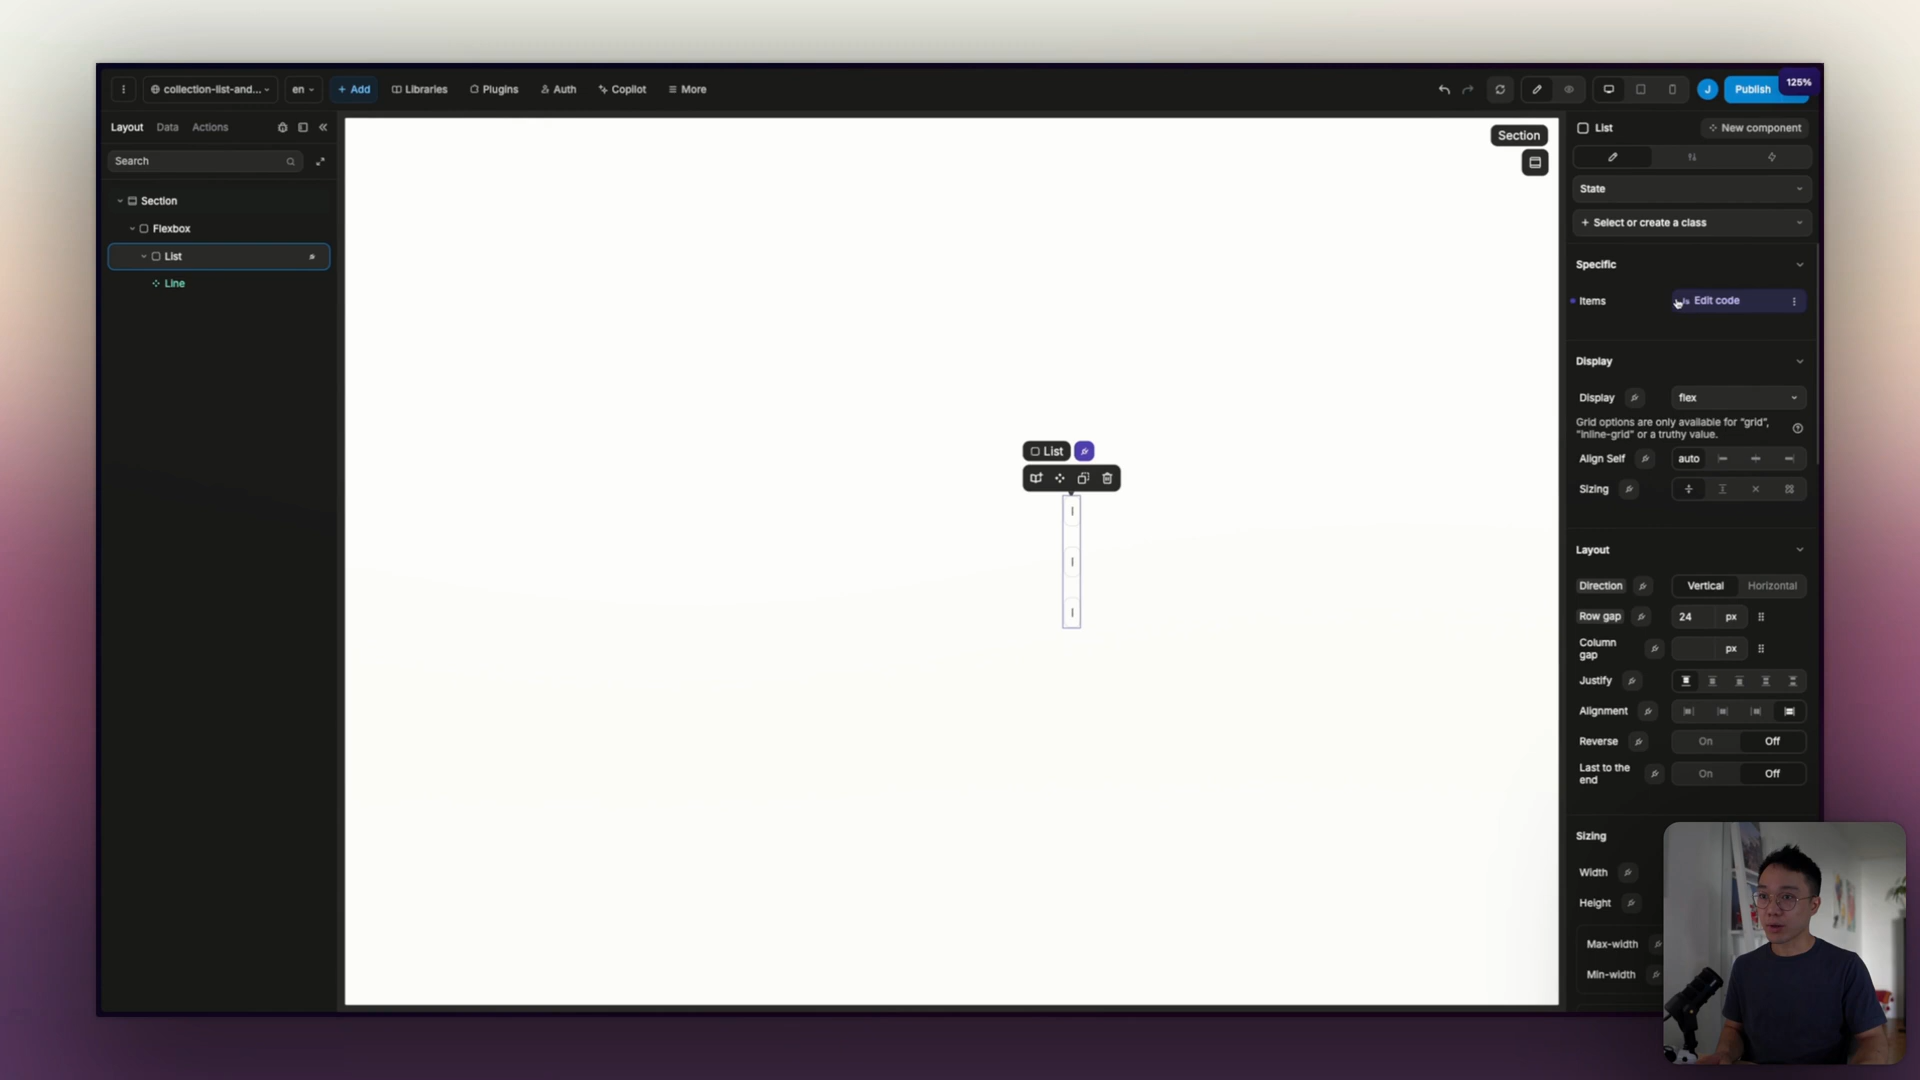 collection-list-and...
en
+ Add
Libraries
Plugins
Auth
Copilot
More
J
Publish
125%
Layout
Data
Actions
Search
Section
Flexbox
List
Line
Section
List
List
New component
State
+ Select or create a class
Specific
Items
Edit code
Display
Display
flex
Grid options are only available for "grid",
"inline-grid" or a truthy value.
Align Self
auto
Sizing
Layout
Direction
Vertical
Horizontal
Row gap
24
px
Column
gap
px
Justify
Alignment
Reverse
On
Off
Last to the
end
On
Off
Sizing
Width
Height
Max-width
Min-width